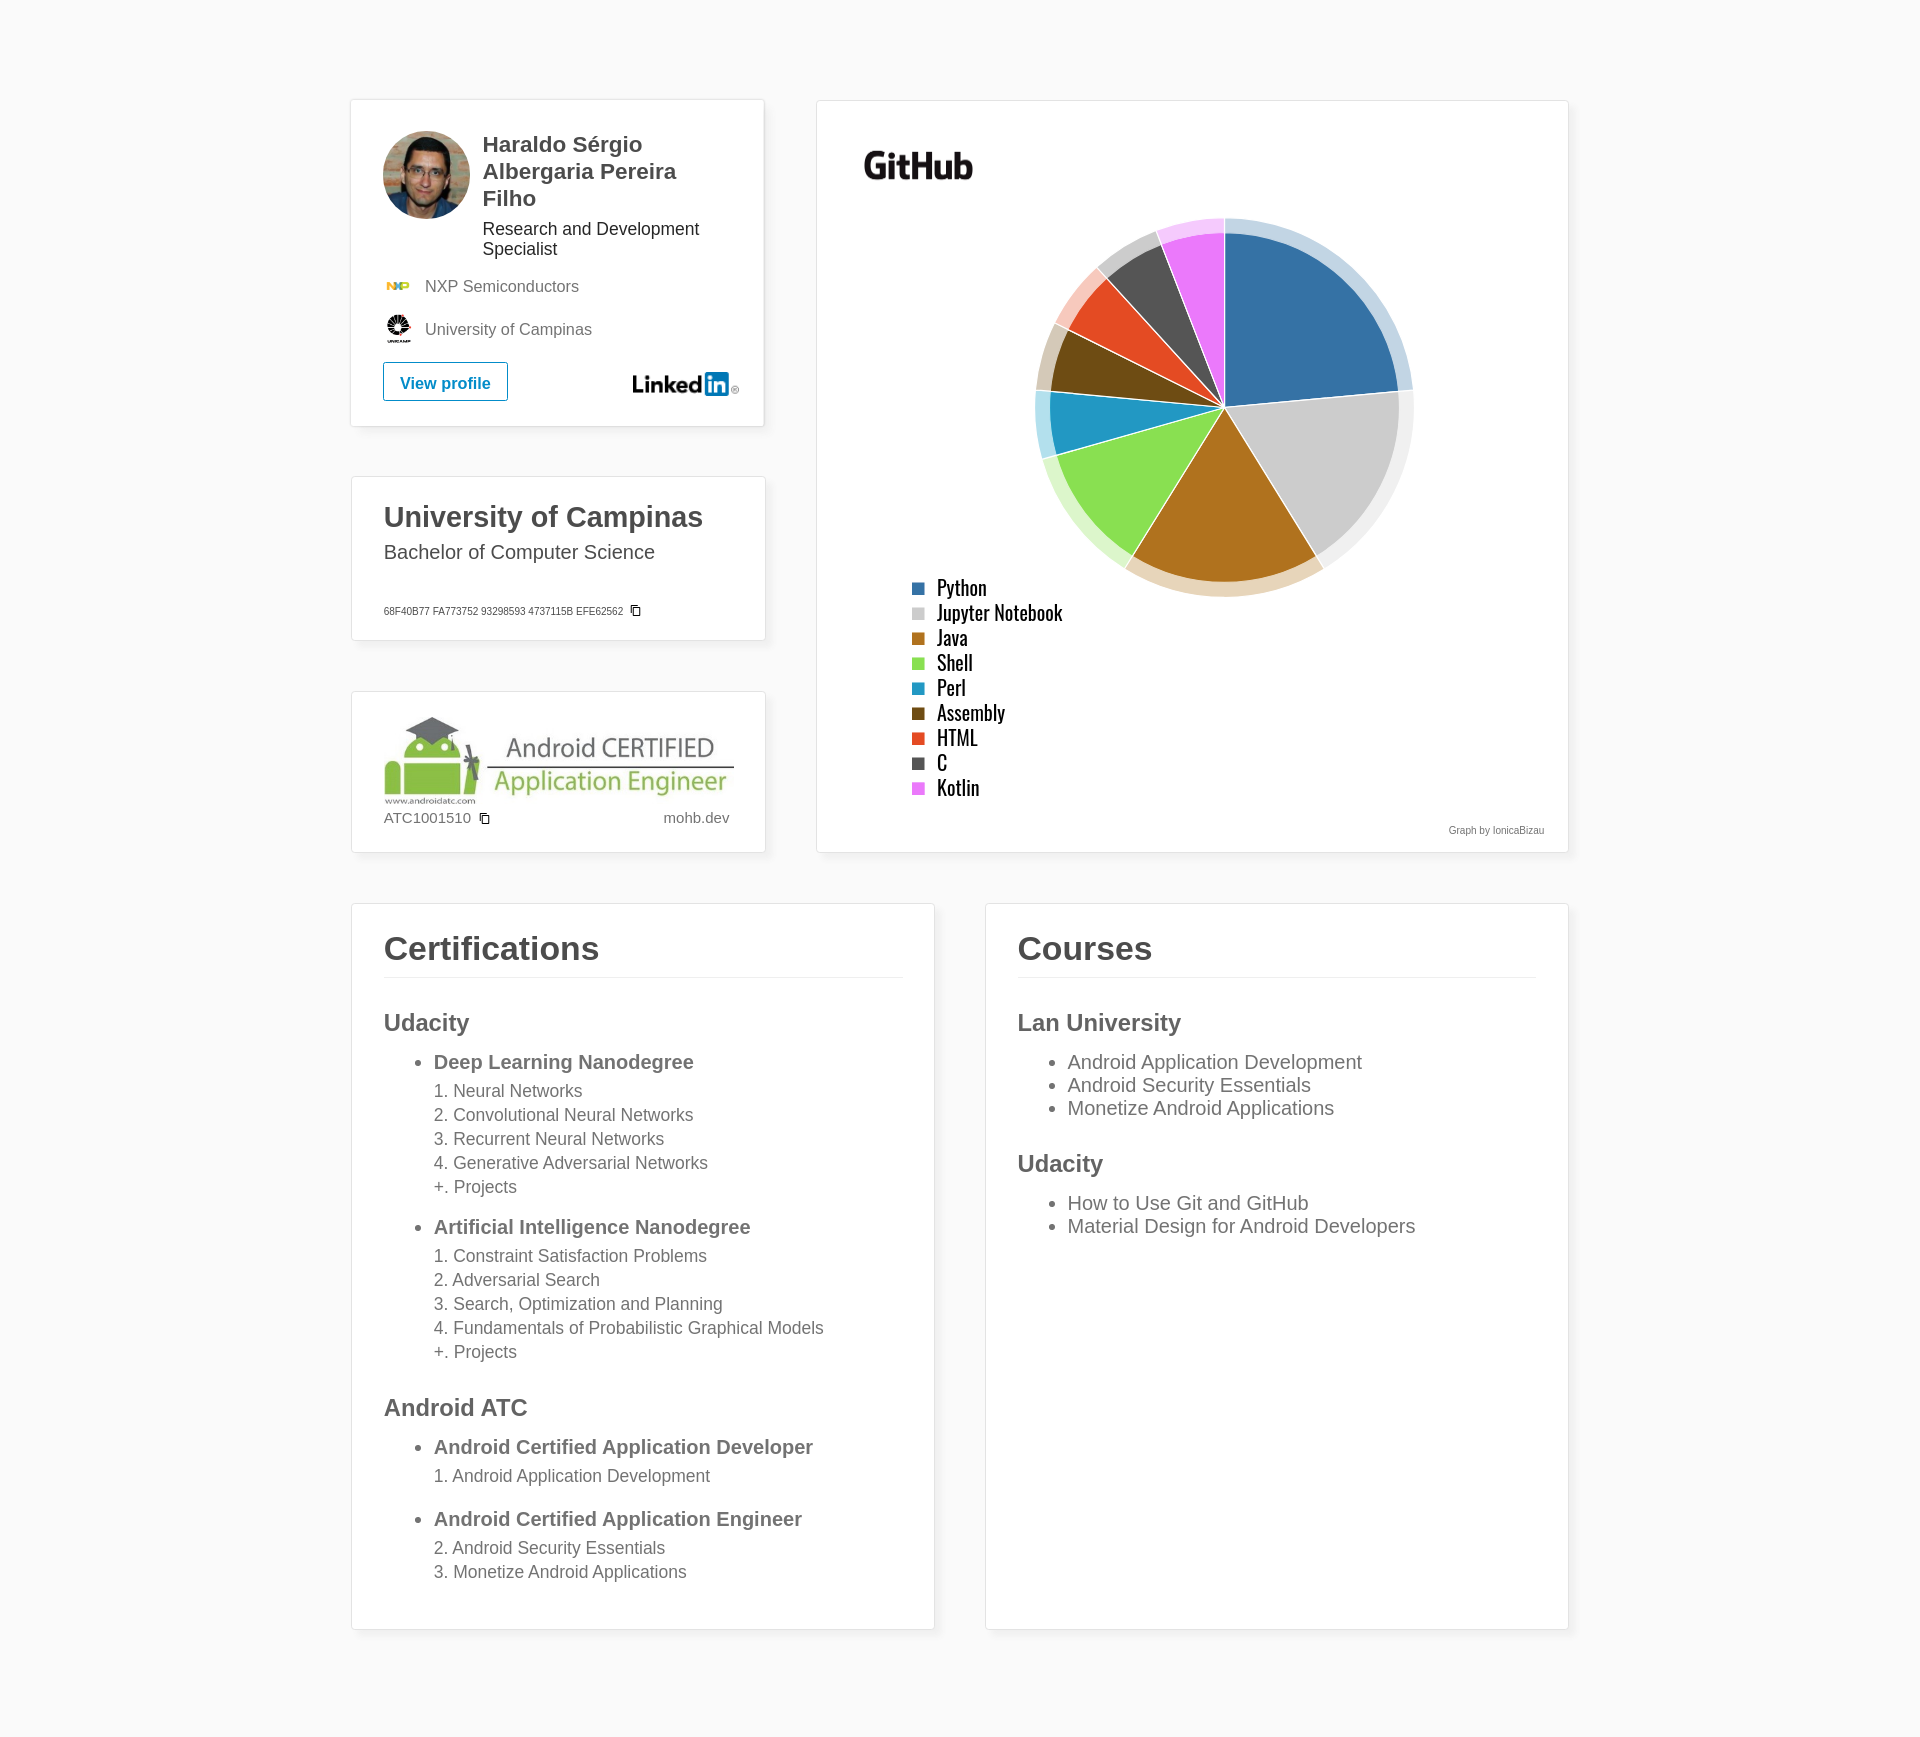 Haraldo Sérgio
Albergaria Pereira
Filho
Research and Development
Specialist
NXP
NXP Semiconductors
UNICAMP
University of Campinas
View profile
Linked in ®
University of Campinas
Bachelor of Computer Science
68F40B77 FA773752 93298593 4737115B EFE62562
Android CERTIFIED
Application Engineer
www.androidatc.com
ATC1001510
mohb.dev
GitHub
Python
Jupyter Notebook
Java
Shell
Perl
Assembly
HTML
C
Kotlin
Graph by IonicaBizau
Certifications
Udacity
• Deep Learning Nanodegree
1. Neural Networks
2. Convolutional Neural Networks
3. Recurrent Neural Networks
4. Generative Adversarial Networks
+. Projects
• Artificial Intelligence Nanodegree
1. Constraint Satisfaction Problems
2. Adversarial Search
3. Search, Optimization and Planning
4. Fundamentals of Probabilistic Graphical Models
+. Projects
Android ATC
• Android Certified Application Developer
1. Android Application Development
• Android Certified Application Engineer
2. Android Security Essentials
3. Monetize Android Applications
Courses
Lan University
• Android Application Development
• Android Security Essentials
• Monetize Android Applications
Udacity
• How to Use Git and GitHub
• Material Design for Android Developers